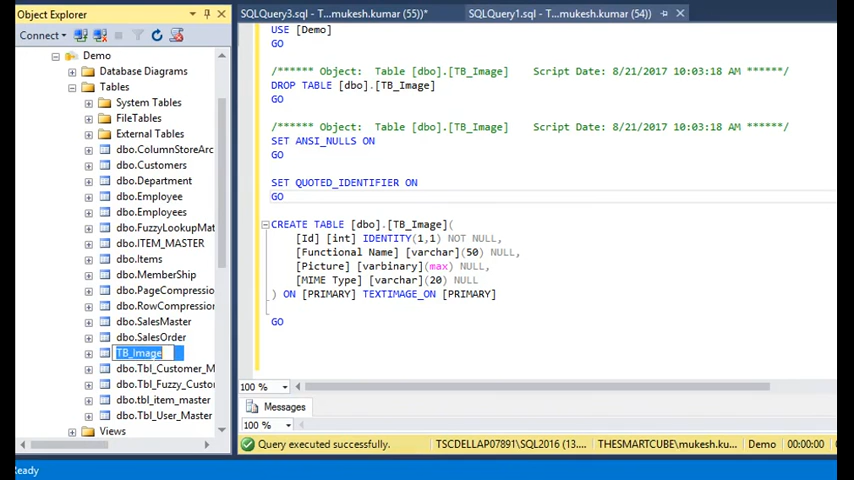 Object Explorer
SQLQuery3.sql - T...mukesh.kumar (55))*
SQLQuery1.sql - T...mukesh.kumar (54))
Connect
Demo
Database Diagrams
Tables
System Tables
FileTables
External Tables
dbo.ColumnStoreArc
dbo.Customers
dbo.Department
dbo.Employee
dbo.Employees
dbo.FuzzyLookupMat
dbo.ITEM_MASTER
dbo.Items
dbo.MemberShip
dbo.PageCompressio
dbo.RowCompression
dbo.SalesMaster
dbo.SalesOrder
TB_Image
dbo.Tbl_Customer_M
dbo.Tbl_Fuzzy_Custo
dbo.tbl_item_master
dbo.Tbl_User_Master
Views
USE [Demo]
GO
/****** Object:  Table [dbo].[TB_Image]    Script Date: 8/21/2017 10:03:18 AM ******/
DROP TABLE [dbo].[TB_Image]
GO
/****** Object:  Table [dbo].[TB_Image]    Script Date: 8/21/2017 10:03:18 AM ******/
SET ANSI_NULLS ON
GO
SET QUOTED_IDENTIFIER ON
GO
CREATE TABLE [dbo].[TB_Image](
[Id] [int] IDENTITY(1,1) NOT NULL,
[Functional Name] [varchar](50) NULL,
[Picture] [varbinary](max) NULL,
[MIME Type] [varchar](20) NULL
) ON [PRIMARY] TEXTIMAGE_ON [PRIMARY]
GO
100 %
Messages
100 %
Query executed successfully.
TSCDELLAP07891\SQL2016 (13....
THESMARTCUBE\mukesh.ku...
Demo
00:00:00
eady